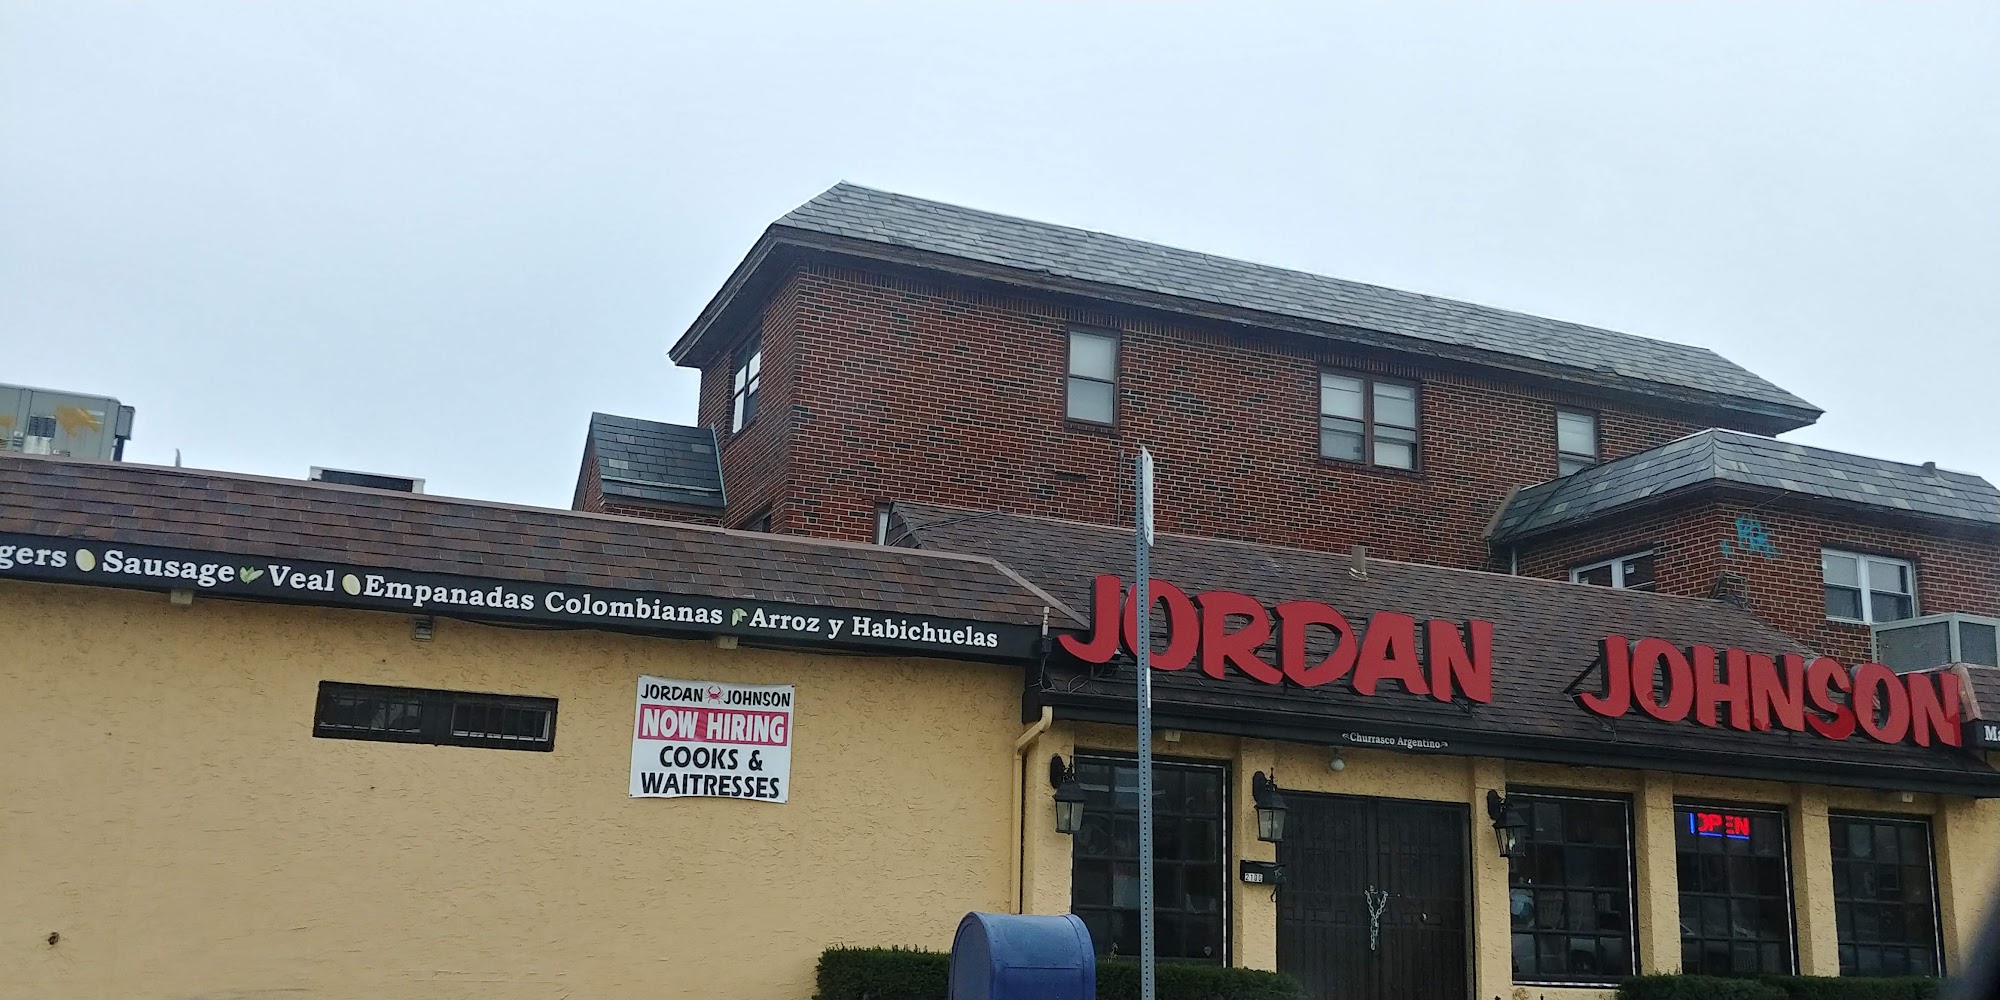 gers Sausage Veal Empanadas Colombianas Arroz y Habichuelas
JORDAN JOHNSON
NOW HIRING
COOKS &
WAITRESSES
JORDAN JOHNSON
Churrasco Argentino
OPEN